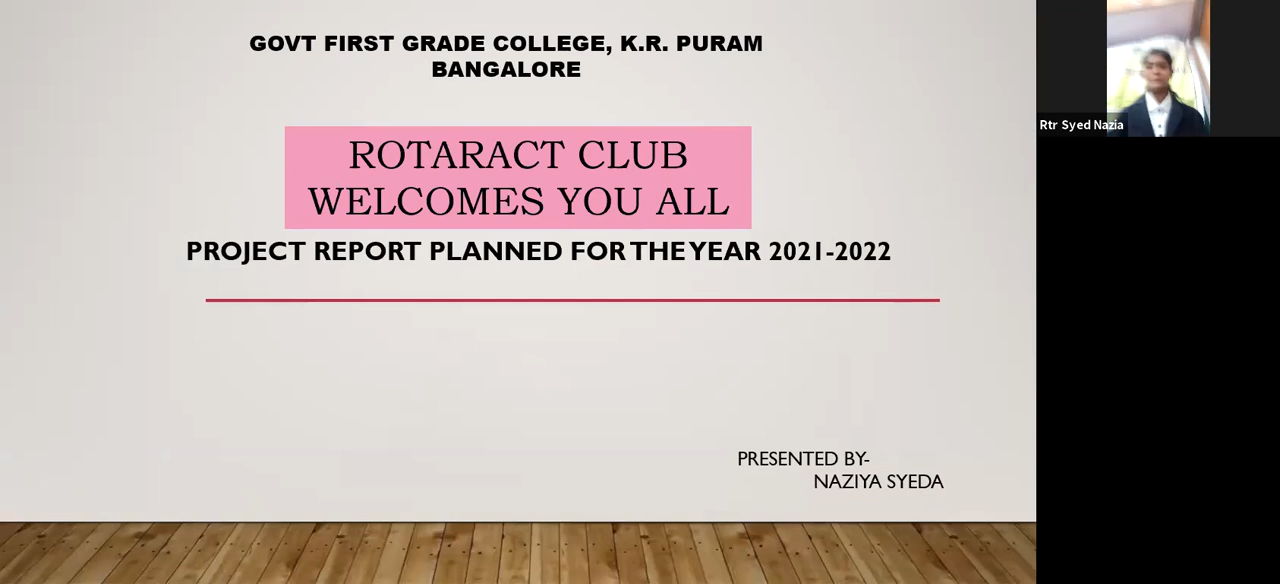 GOVT FIRST GRADE COLLEGE, K.R. PURAM
BANGALORE
ROTARACT CLUB
WELCOMES YOU ALL
PROJECT REPORT PLANNED FOR THE YEAR 2021-2022
PRESENTED BY-
NAZIYA SYEDA
Rtr Syed Nazia